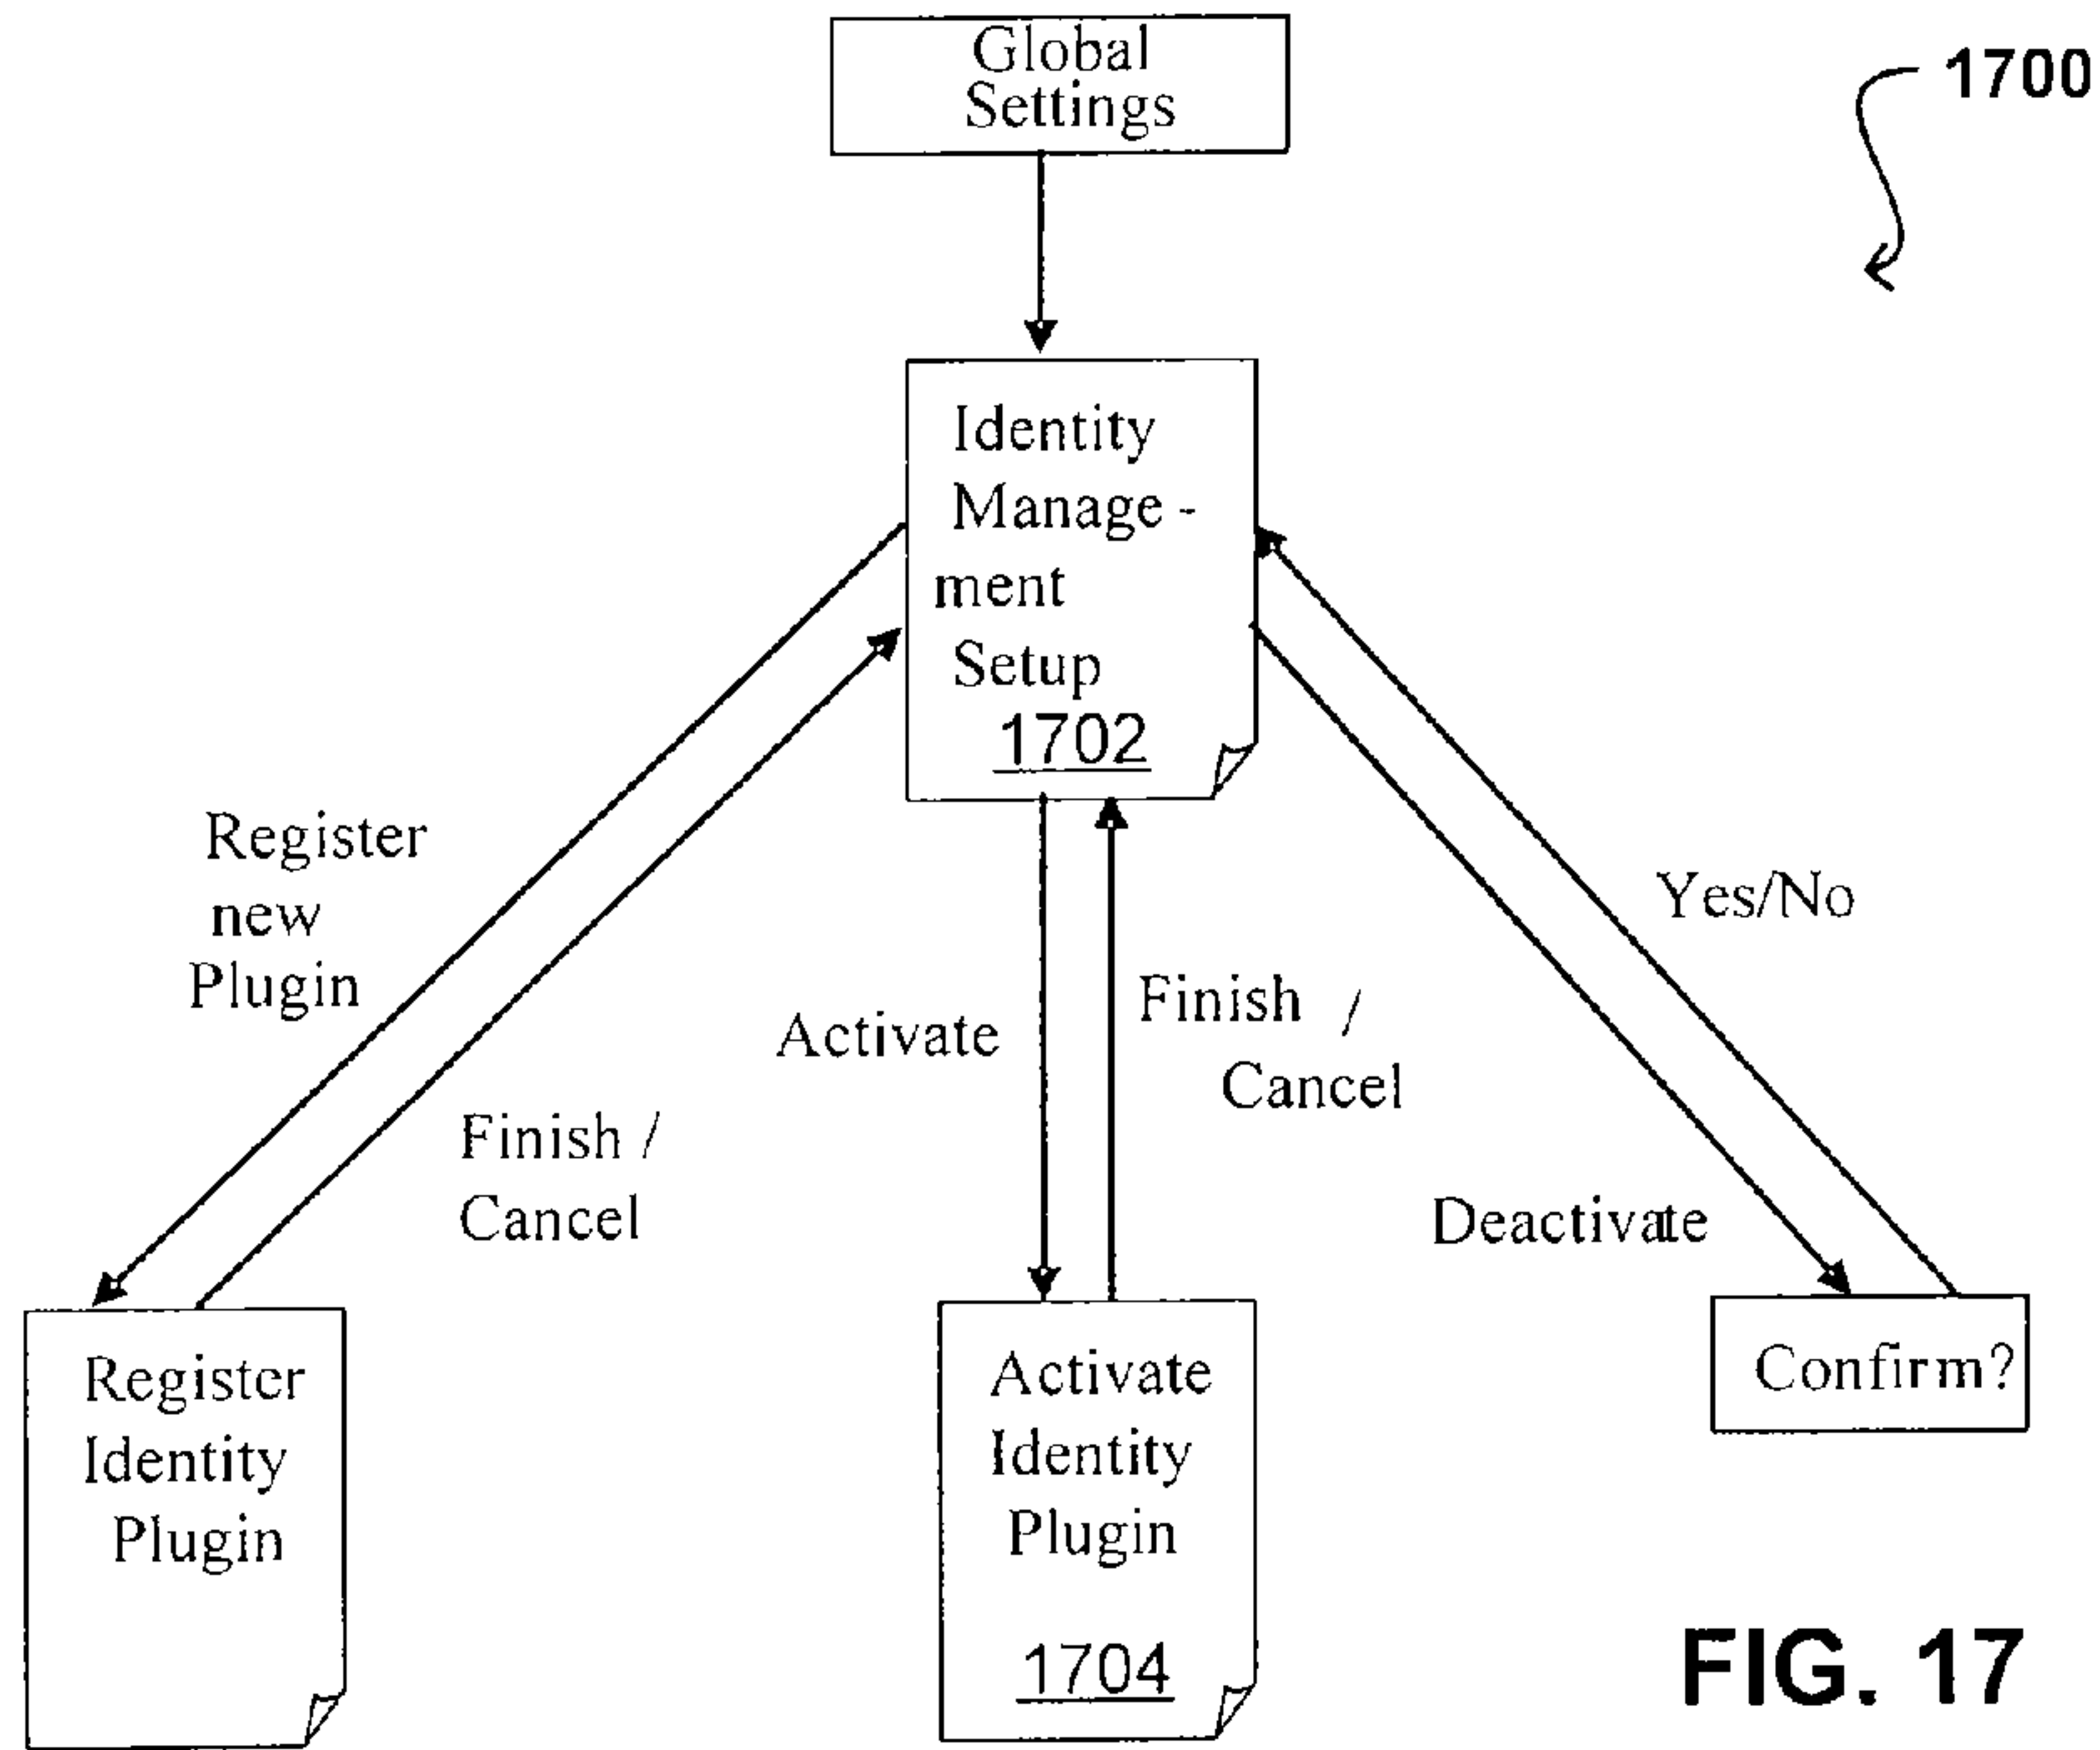 Global
Settings
1700
Identity
Manage -
ment
Setup
1702
Register
new
Plugin
Finish /
Cancel
Activate
Finish /
Cancel
Yes/No
Deactivate
Register
Identity
Plugin
Activate
Identity
Plugin
1704
Confirm?
FIG. 17